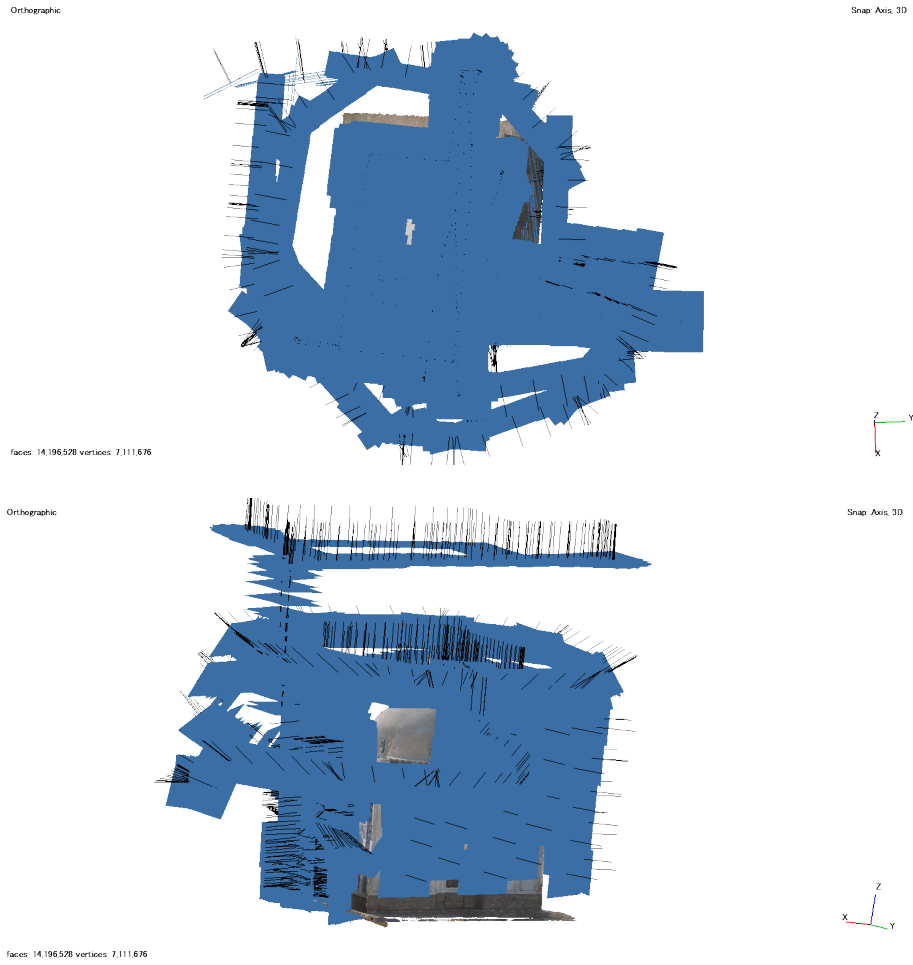 Orthographic
Snap: Axis, 3D
Z
Y
X
faces: 14,196,528 vertices: 7,111,676
Orthographic
Snap: Axis, 3D
Z
X
Y
faces: 14,196,528 vertices: 7,111,676